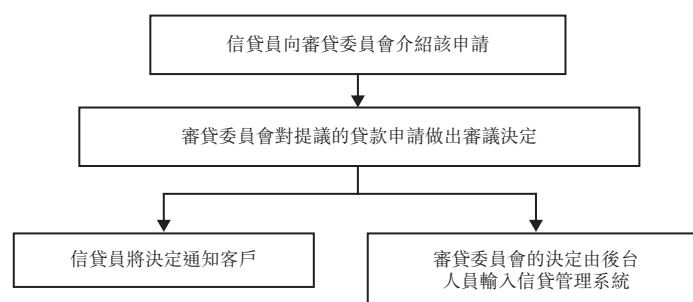 信貸員向審貸委員會介紹該申請
審貸委員會對提議的貸款申請做出審議決定
信貸員將決定通知客戶
審貸委員會的決定由後台
人員輸入信貸管理系統